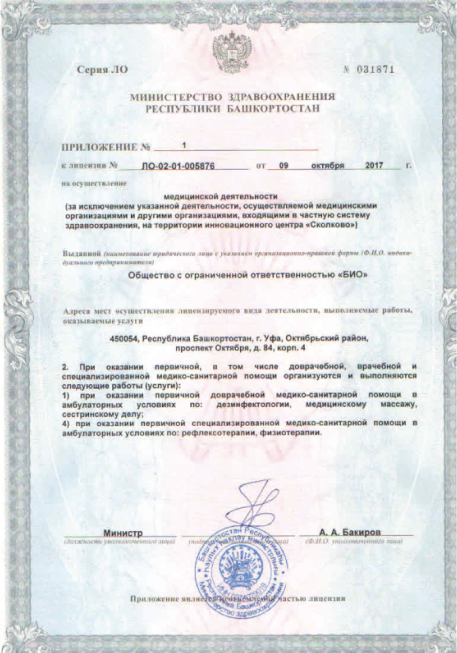 Серия ЛО № 031871
МИНИСТЕРСТВО ЗДРАВООХРАНЕНИЯ
РЕСПУБЛИКИ БАШКОРТОСТАН
ПРИЛОЖЕНИЕ № 1
к лицензии № ЛО-02-01-005876 от 09 октября 2017 г.
на осуществление
медицинской деятельности
(за исключением указанной деятельности, осуществляемой медицинскими
организациями и другими организациями, входящими в частную систему
здравоохранения, на территории инновационного центра «Сколково»)
Выданной (наименование юридического лица с указанием организационно-правовой формы (Ф.И.О. индиви-
дуального предпринимателя)
Общество с ограниченной ответственностью «БИО»
Адреса мест осуществления лицензируемого вида деятельности, выполняемые работы,
оказываемые услуги
450054, Республика Башкортостан, г. Уфа, Октябрьский район,
проспект Октября, д. 84, корп. 4
2. При оказании первичной, в том числе доврачебной, врачебной и
специализированной медико-санитарной помощи организуются и выполняются
следующие работы (услуги):
1) при оказании первичной доврачебной медико-санитарной помощи в
амбулаторных условиях по: дезинфектологии, медицинскому массажу,
сестринскому делу;
4) при оказании первичной специализированной медико-санитарной помощи в
амбулаторных условиях по: рефлексотерапии, физиотерапии.
Министр А. А. Бакиров
(должность уполномоченного лица) (Ф.И.О. уполномоченного лица)
Приложение является неотъемлемой частью лицензии